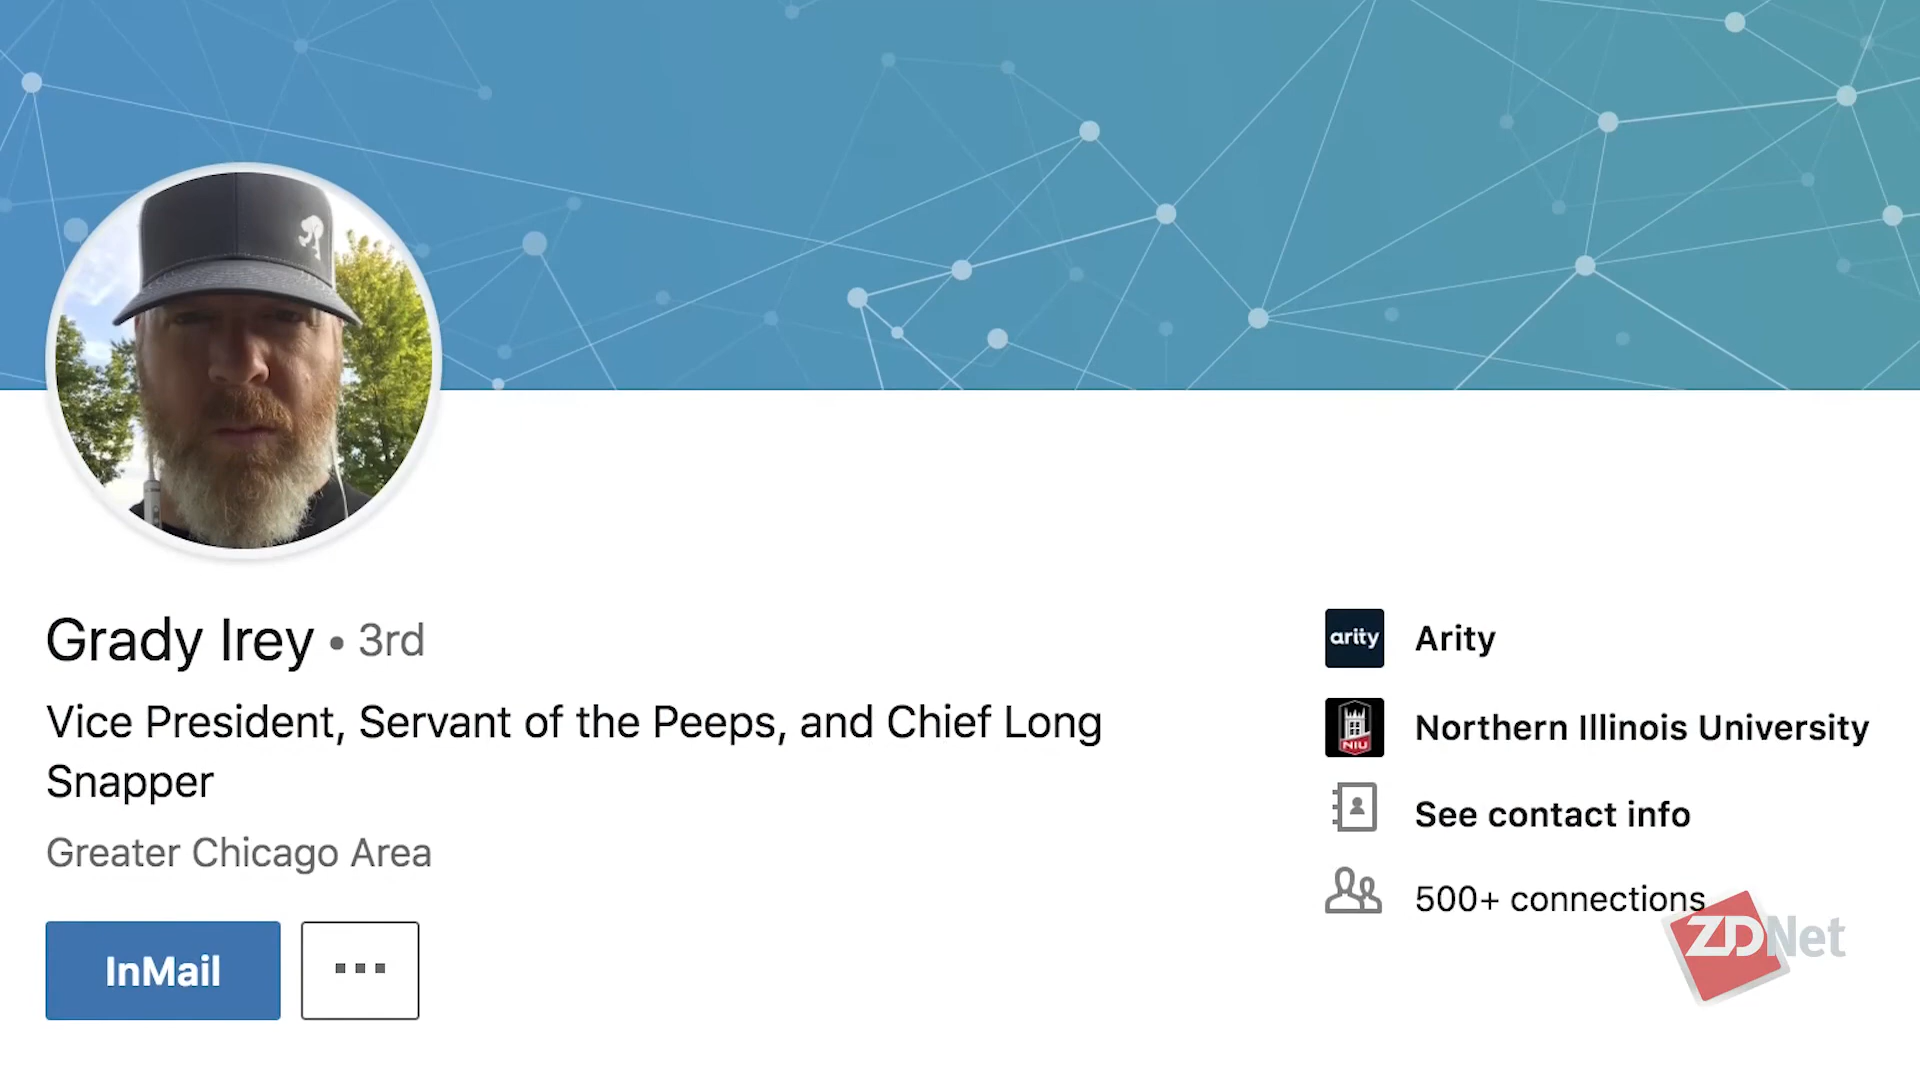 Grady Irey • 3rd
Vice President, Servant of the Peeps, and Chief Long
Snapper
Greater Chicago Area
InMail
arity
Arity
NIU
Northern Illinois University
See contact info
500+ connections
ZDNet